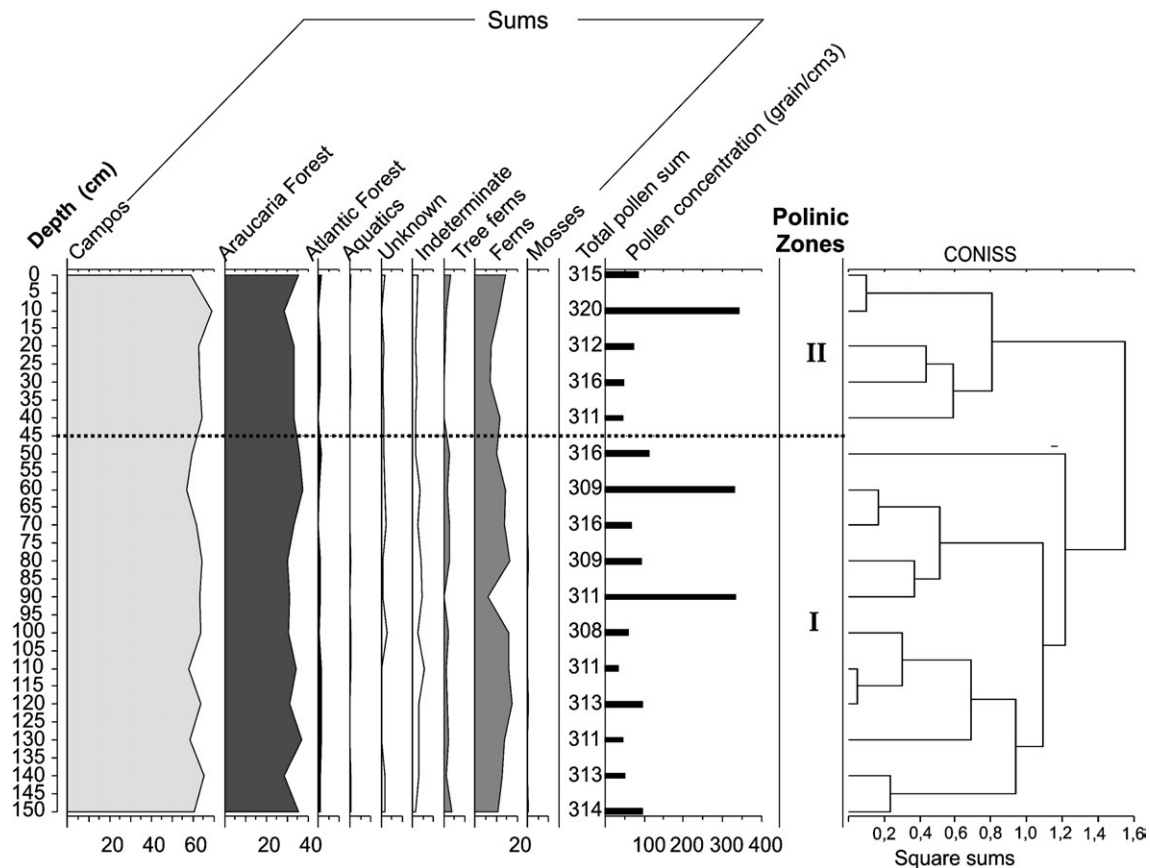 Sums
Depth (cm)
Campos
Araucaria Forest
Atlantic Forest
Aquatics
Unknown
Indeterminate
Tree ferns
Ferns
Mosses
Total pollen sum
Pollen concentration (grain/cm3)
Polinic
Zones
CONISS
0 315
5
10 320
15
20 312
25
30 316
35
40 311
45
50 316
55
60 309
65
70 316
75
80 309
85
90 311
95
100 308
105
110 311
115
120 313
125
130 311
135
140 313
145
150 314
II
I
20 40 60 20 40 20 100 200 300 400
0,2 0,4 0,6 0,8 1,0 1,2 1,4 1,6
Square sums